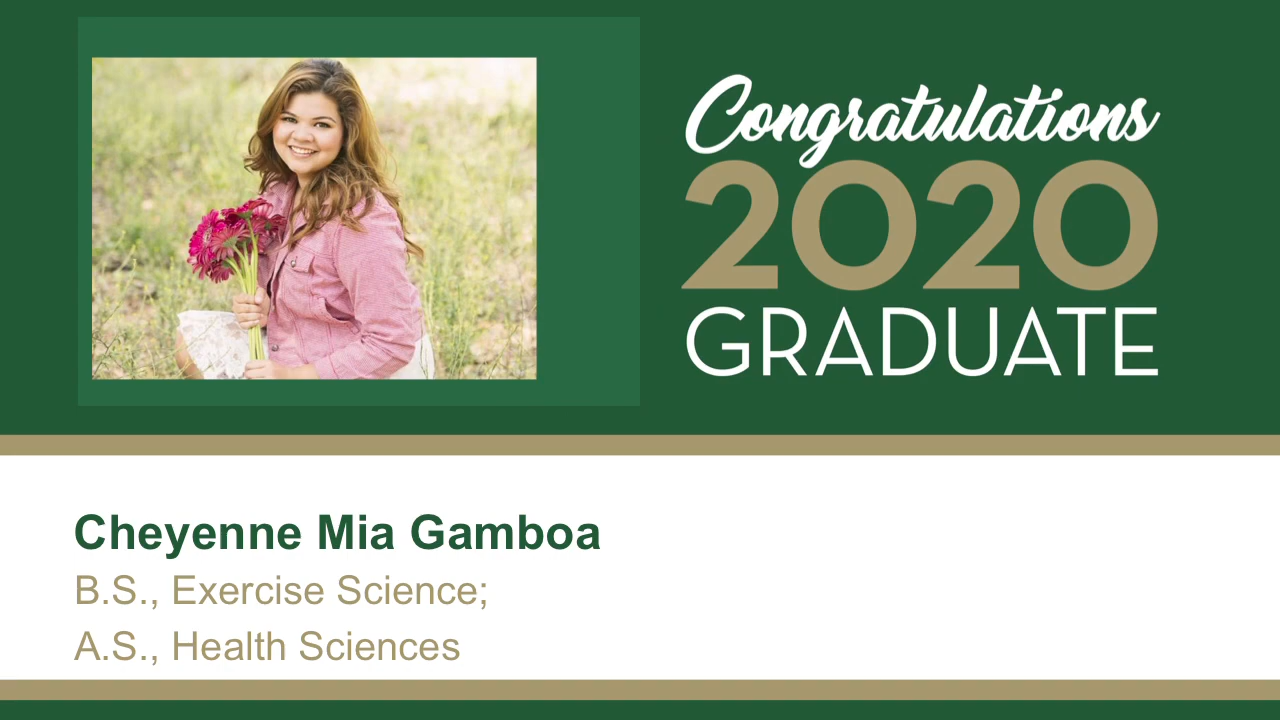 Congratulations
2020
GRADUATE
Cheyenne Mia Gamboa
B.S., Exercise Science;
A.S., Health Sciences